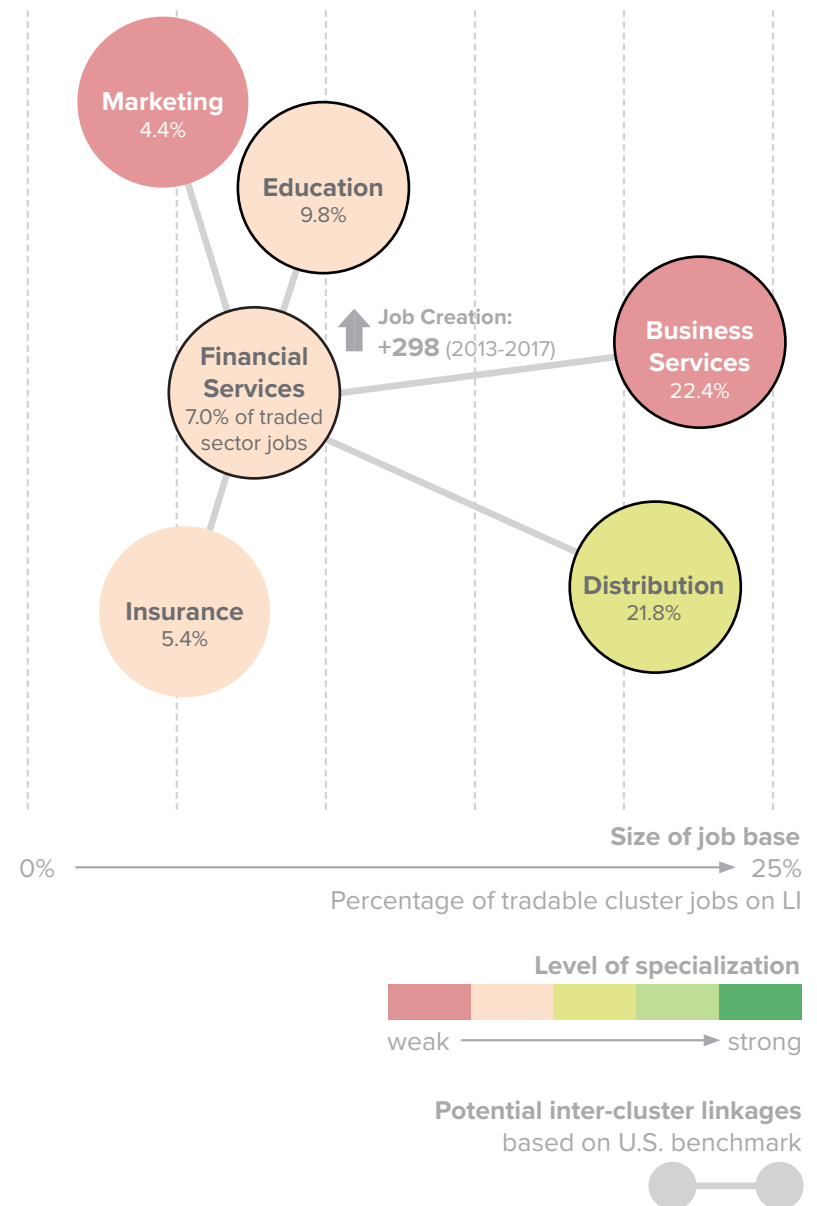 Marketing
4.4%
Education
9.8%
Job Creation:
+298 (2013-2017)
Financial
Services
7.0% of traded
sector jobs
Business
Services
22.4%
Insurance
5.4%
Distribution
21.8%
Size of job base
0% 25%
Percentage of tradable cluster jobs on LI
Level of specialization
weak strong
Potential inter-cluster linkages
based on U.S. benchmark